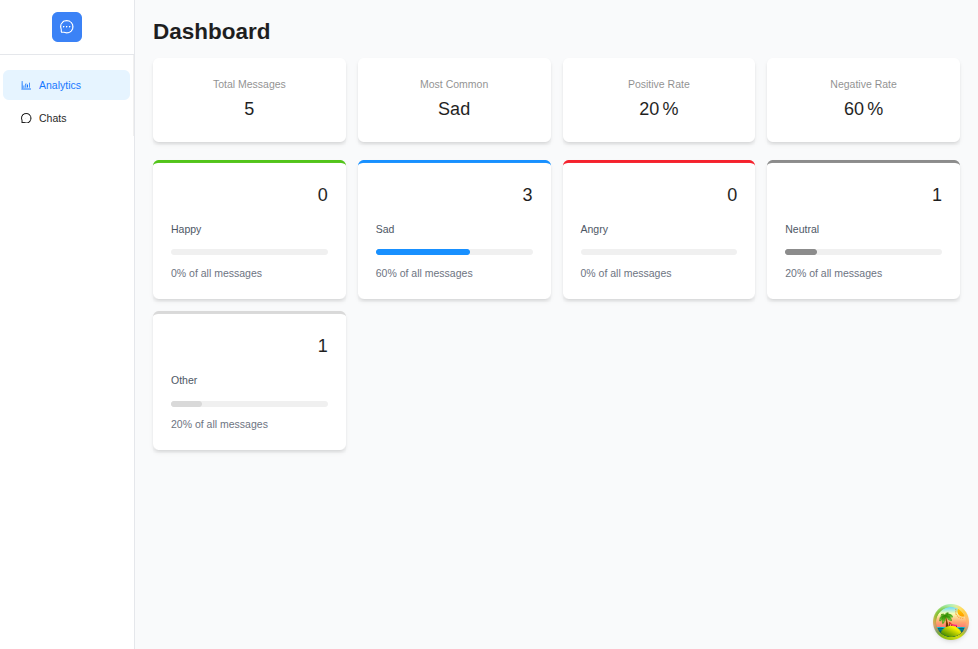 Dashboard
Analytics
Chats
Total Messages
5
Most Common
Sad
Positive Rate
20 %
Negative Rate
60 %
0
Happy
0% of all messages
3
Sad
60% of all messages
0
Angry
0% of all messages
1
Neutral
20% of all messages
1
Other
20% of all messages